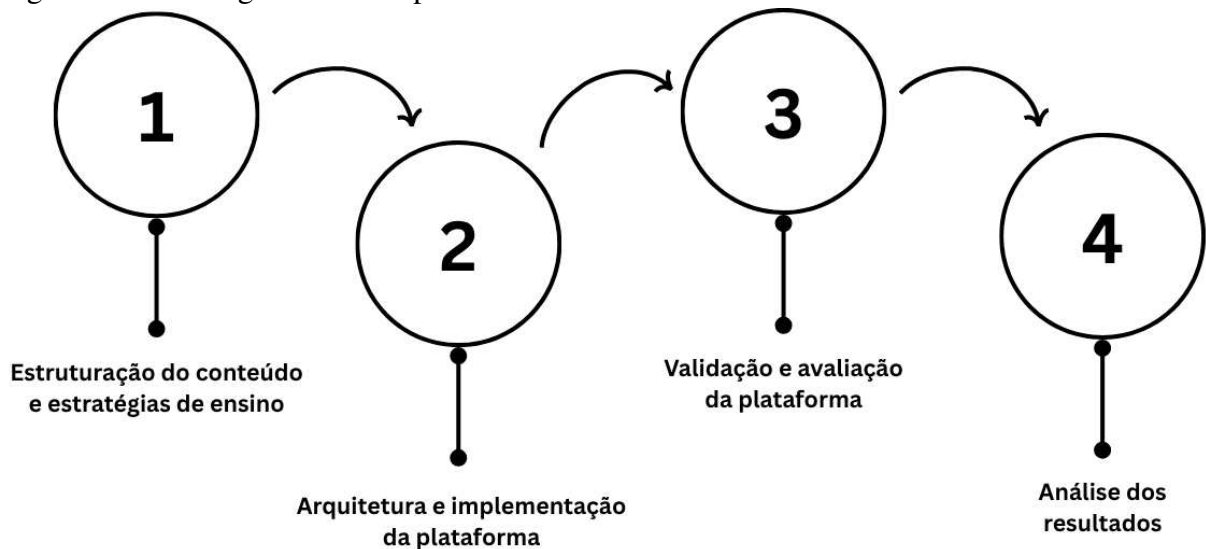 1
2
3
4
Estruturação do conteúdo
e estratégias de ensino
Arquitetura e implementação
da plataforma
Validação e avaliação
da plataforma
Análise dos
resultados